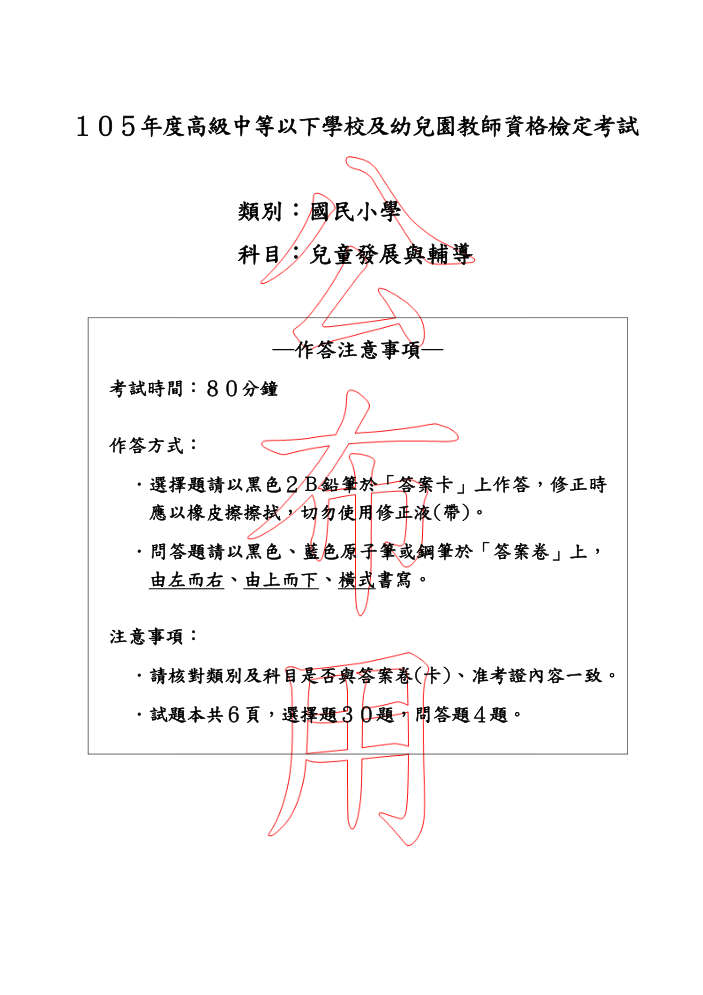 １０５年度高級中等以下學校及幼兒園教師資格檢定考試
類別：國民小學
科目：兒童發展與輔導
—作答注意事項—
考試時間：８０分鐘
作答方式：
．選擇題請以黑色２Ｂ鉛筆於「答案卡」上作答，修正時
應以橡皮擦擦拭，切勿使用修正液(帶)。
．問答題請以黑色、藍色原子筆或鋼筆於「答案卷」上，
由左而右、由上而下、橫式書寫。
注意事項：
．請核對類別及科目是否與答案卷(卡)、准考證內容一致。
．試題本共６頁，選擇題３０題，問答題４題。
公布用